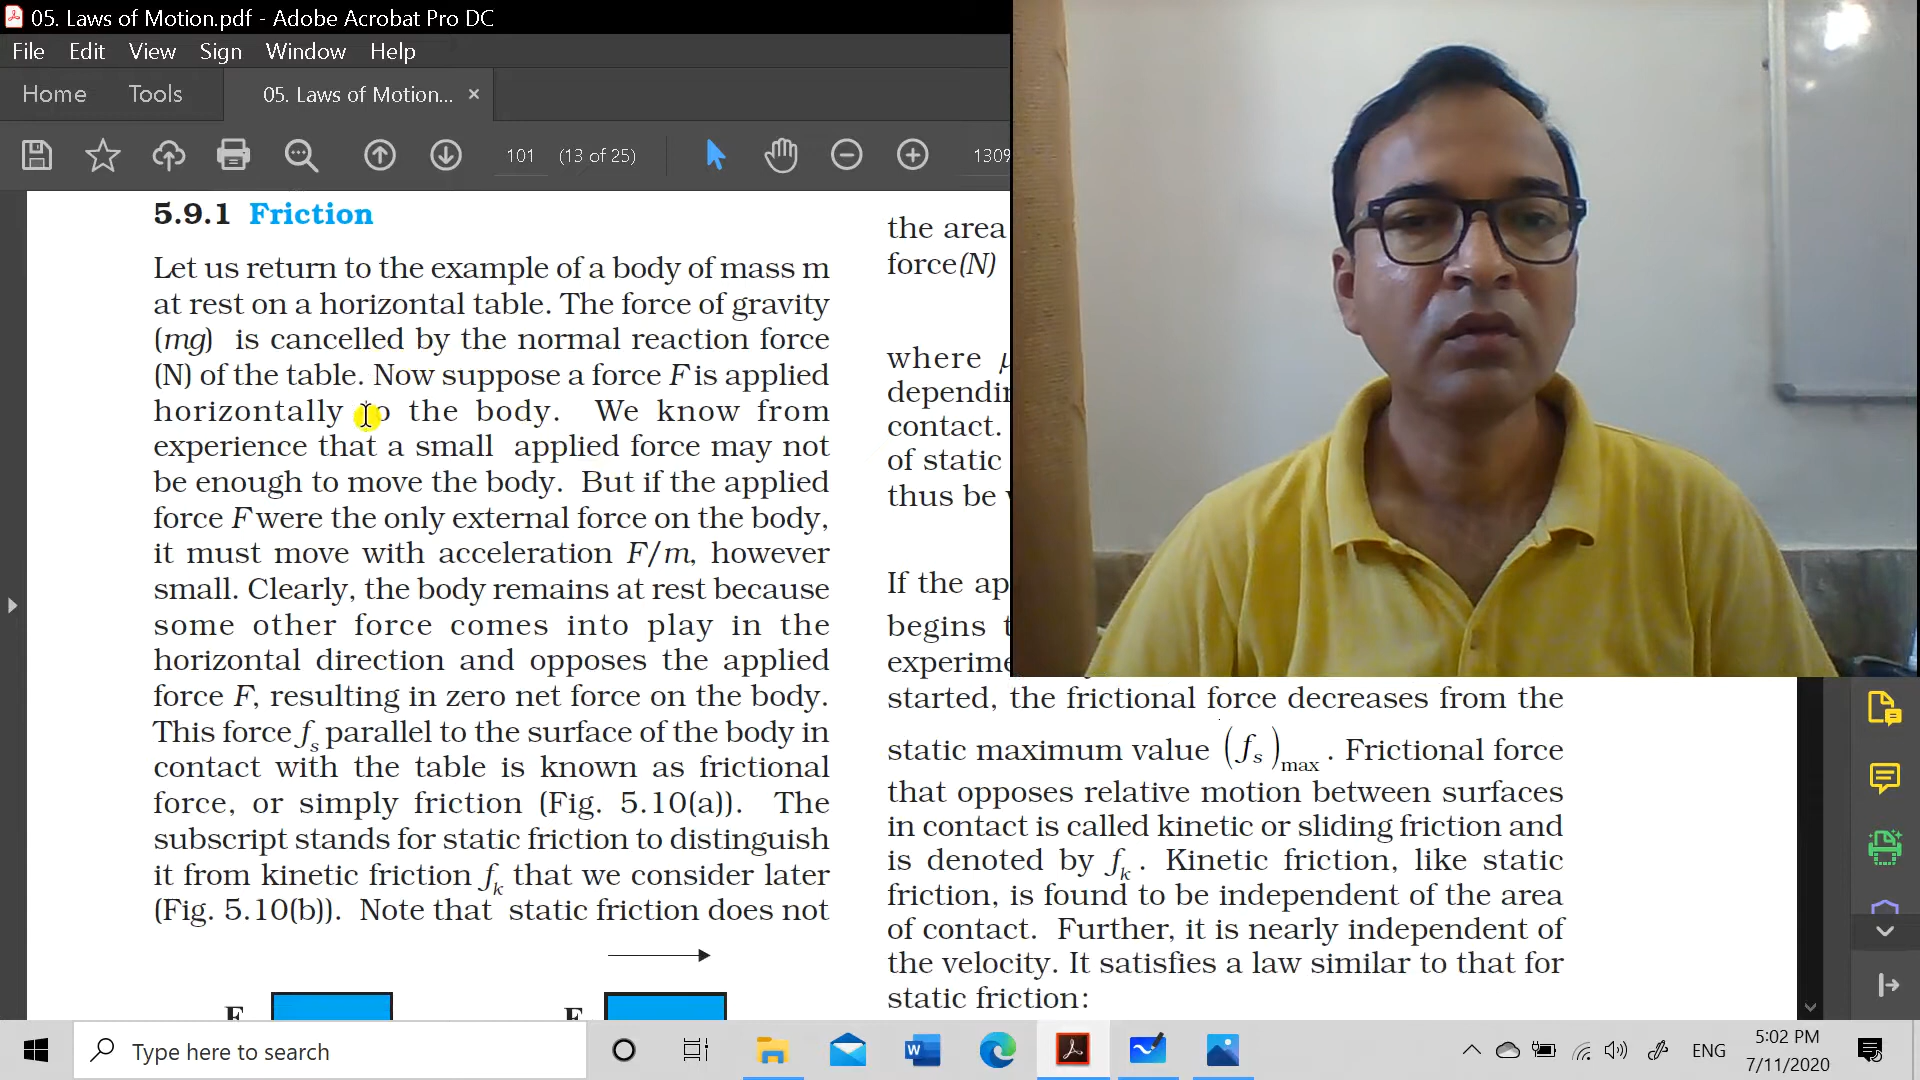 05. Laws of Motion.pdf - Adobe Acrobat Pro DC
File Edit View Sign Window Help
Home Tools 05. Laws of Motion... ×
101 (13 of 25) 130%
5.9.1 Friction
Let us return to the example of a body of mass m
at rest on a horizontal table. The force of gravity
(mg) is cancelled by the normal reaction force
(N) of the table. Now suppose a force F is applied
horizontally to the body. We know from
experience that a small applied force may not
be enough to move the body. But if the applied
force F were the only external force on the body,
it must move with acceleration F/m, however
small. Clearly, the body remains at rest because
some other force comes into play in the
horizontal direction and opposes the applied
force F, resulting in zero net force on the body.
This force fs parallel to the surface of the body in
contact with the table is known as frictional
force, or simply friction (Fig. 5.10(a)). The
subscript stands for static friction to distinguish
it from kinetic friction fk that we consider later
(Fig. 5.10(b)). Note that static friction does not
F F
the area
force(N)
where μ
contact.
of static
thus be
If the
begins
started, the frictional force decreases from the
static maximum value (fs)max . Frictional force
that opposes relative motion between surfaces
in contact is called kinetic or sliding friction and
is denoted by fk . Kinetic friction, like static
friction, is found to be independent of the area
of contact. Further, it is nearly independent of
the velocity. It satisfies a law similar to that for
static friction:
Type here to search
ENG
5:02 PM
7/11/2020